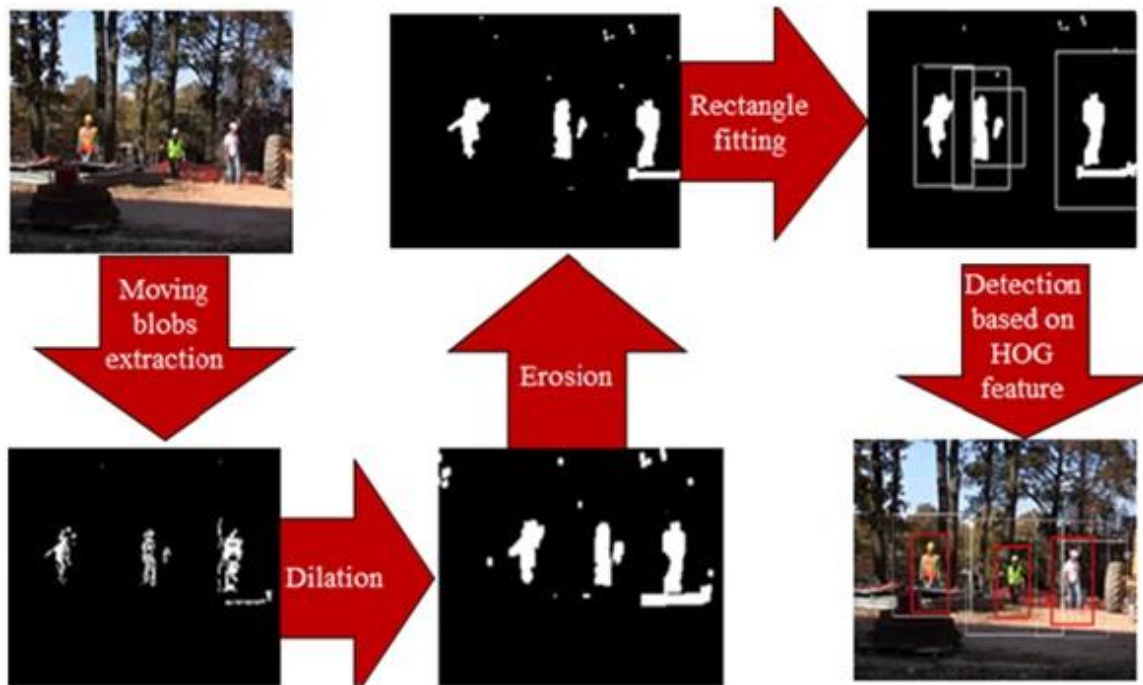 Moving
blobs
extraction
Dilation
Erosion
Rectangle
fitting
Detection
based on
HOG
feature